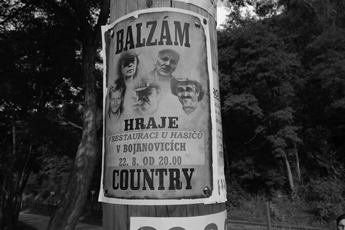 BALZÁM
HRAJE
RESTAURACI U HASIČŮ
V BOJANOVICÍCH
22. 8. OD 20.00
COUNTRY